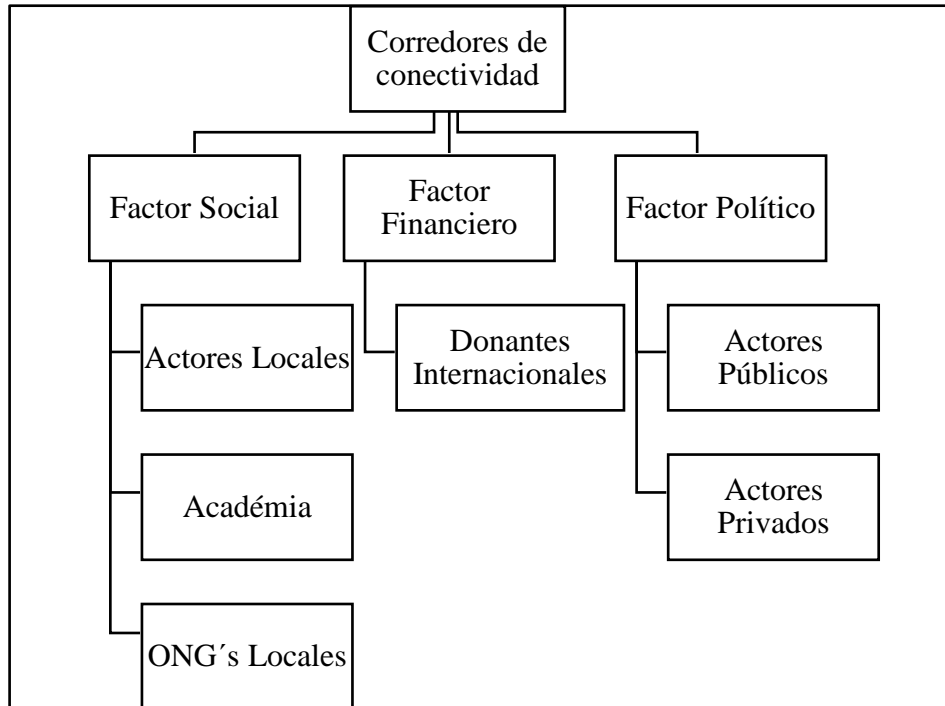 Corredores de
conectividad
Factor Social
Factor
Financiero
Factor Político
Actores Locales
Donantes
Internacionales
Actores
Públicos
Académia
Actores
Privados
ONG´s Locales